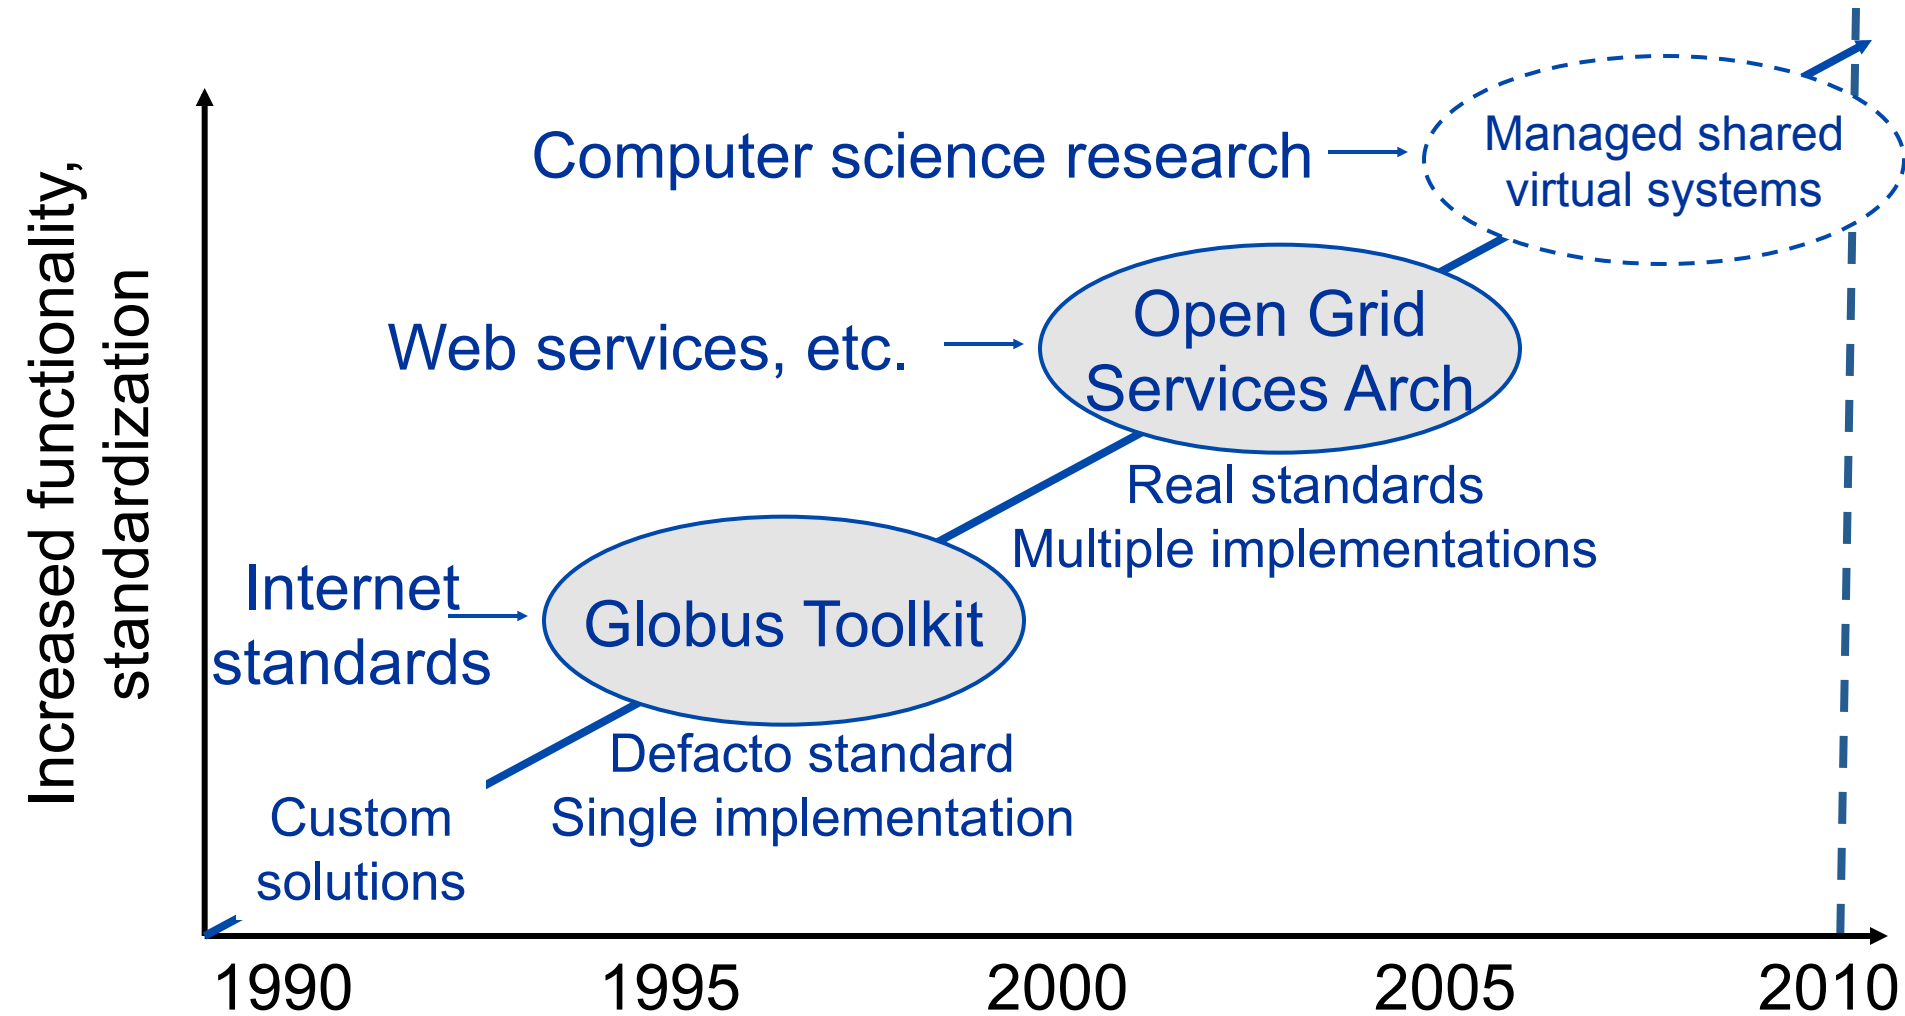 Increased functionality,
standardization
Computer science research
Managed shared
virtual systems
Web services, etc.
Open Grid
Services Arch
Real standards
Multiple implementations
Internet
standards
Globus Toolkit
Defacto standard
Single implementation
Custom
solutions
1990
1995
2000
2005
2010